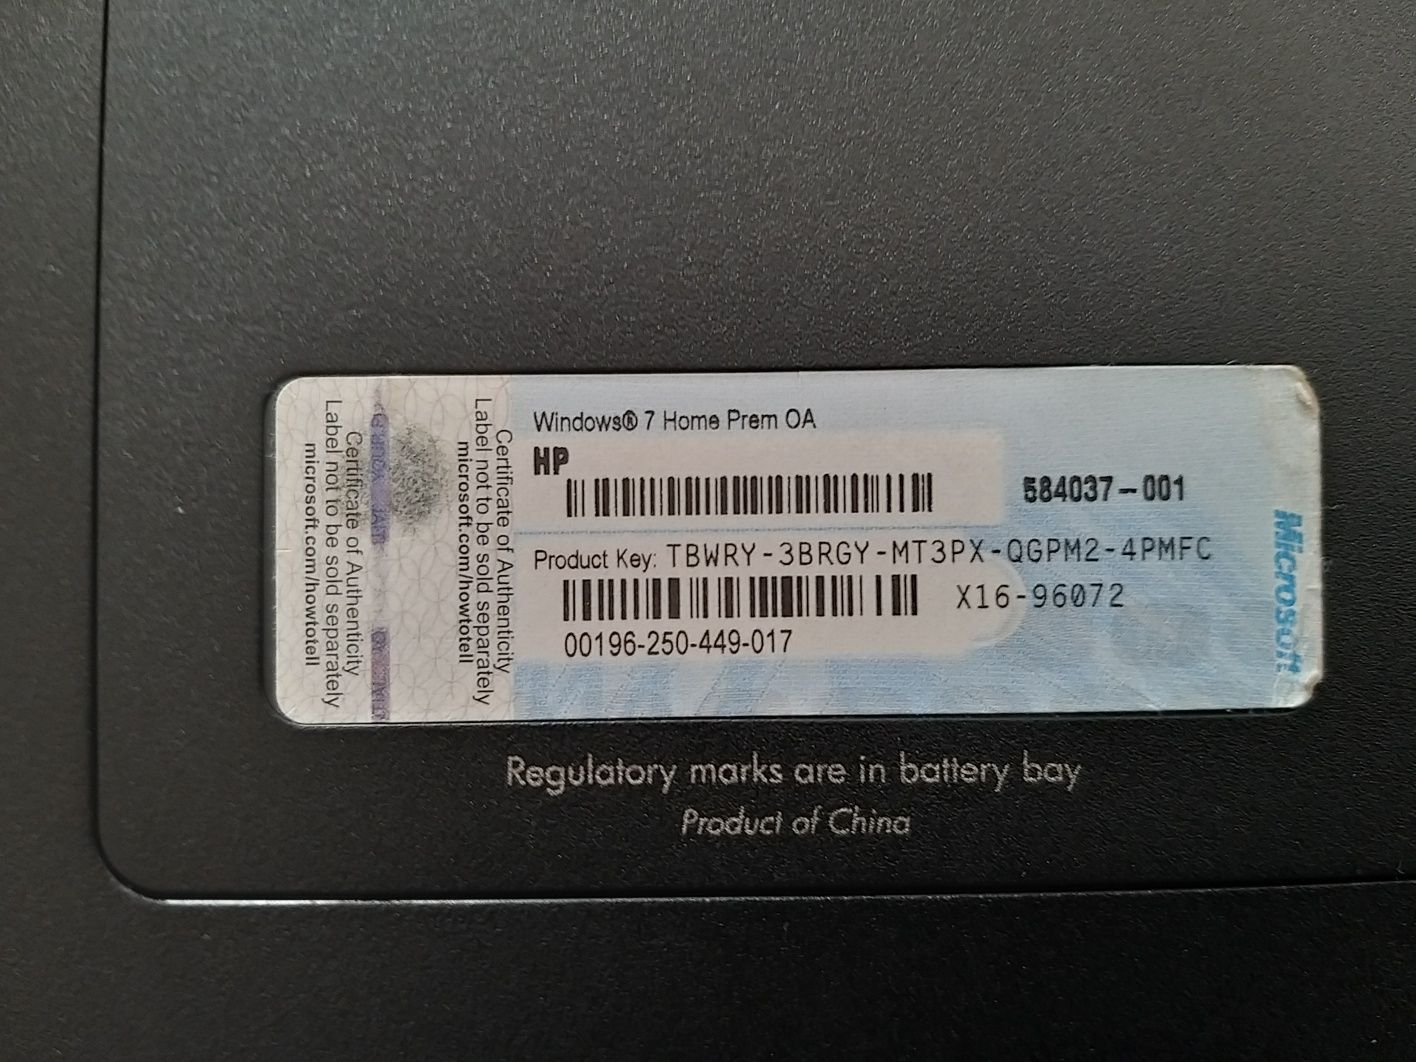 Certificate of Authenticity
Label not to be sold separately
microsoft.com/howtotell
Certificate of Authenticity
Label not to be sold separately
microsoft.com/howtotell
Windows® 7 Home Prem OA
HP
584037-001
Product Key: TBWRY-3BRGY-MT3PX-QGPM2-4PMFC
X16-96072
00196-250-449-017
Microsoft
Regulatory marks are in battery bay
Product of China